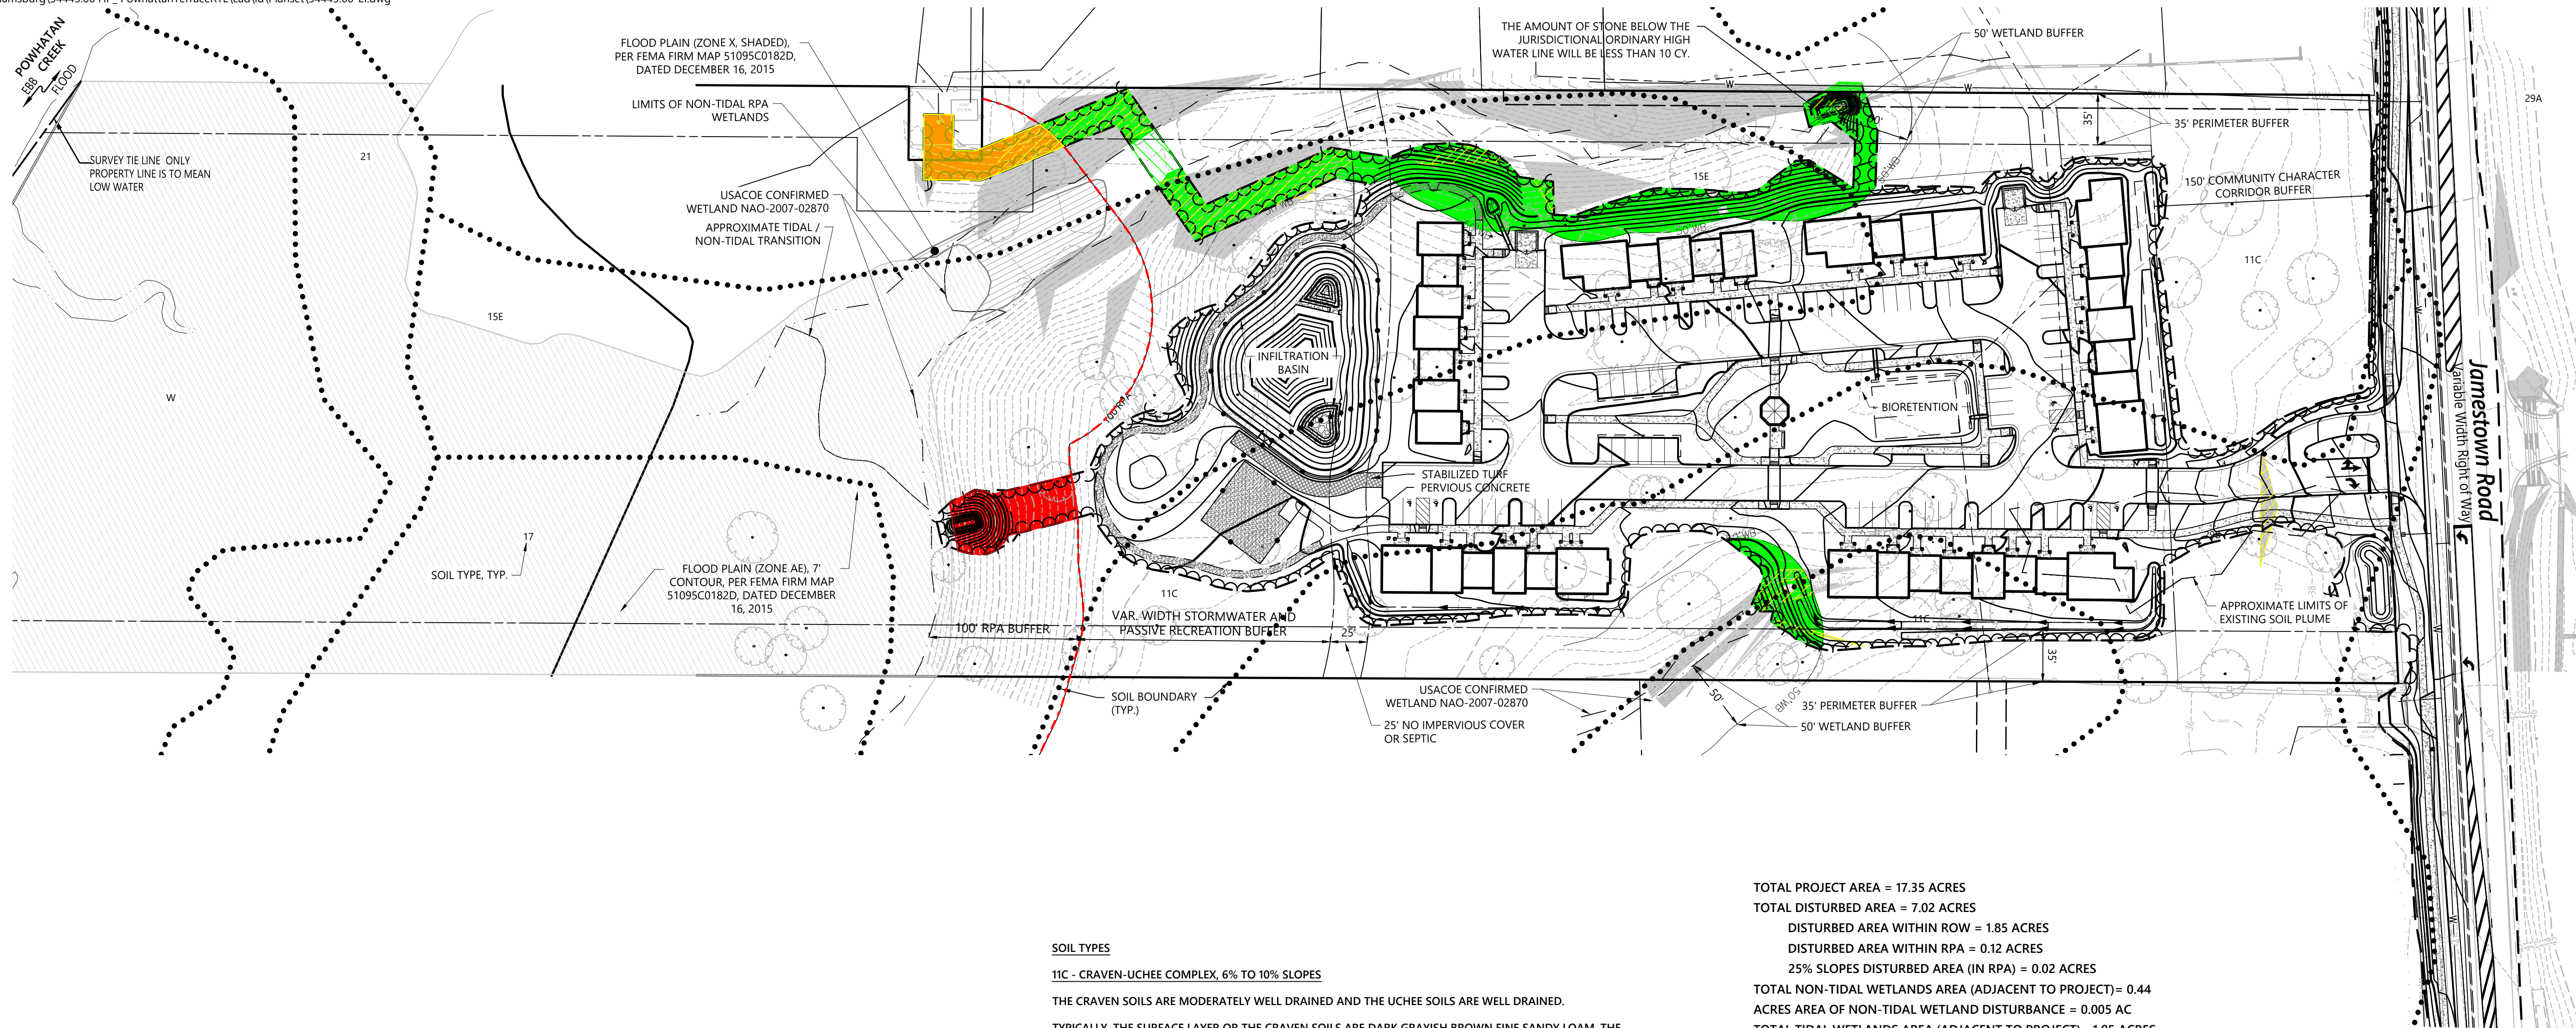 POWHATAN
CREEK
EBB
FLOOD
SURVEY TIE LINE ONLY
PROPERTY LINE IS TO MEAN
LOW WATER
21
15E
W
17
SOIL TYPE, TYP.
FLOOD PLAIN (ZONE X, SHADED),
PER FEMA FIRM MAP 51095C0182D,
DATED DECEMBER 16, 2015
LIMITS OF NON-TIDAL RPA
WETLANDS
USACOE CONFIRMED
WETLAND NAO-2007-02870
APPROXIMATE TIDAL /
NON-TIDAL TRANSITION
FLOOD PLAIN (ZONE AE), 7'
CONTOUR, PER FEMA FIRM MAP
51095C0182D, DATED DECEMBER
16, 2015
100' RPA BUFFER
VAR. WIDTH STORMWATER AND
PASSIVE RECREATION BUFFER
25'
11C
SOIL BOUNDARY
(TYP.)
INFILTRATION
BASIN
STABILIZED TURF
PERVIOUS CONCRETE
BIORETENTION
THE AMOUNT OF STONE BELOW THE
JURISDICTIONAL ORDINARY HIGH
WATER LINE WILL BE LESS THAN 10 CY.
50' WETLAND BUFFER
W
W
35'
35' PERIMETER BUFFER
15E
150' COMMUNITY CHARACTER
CORRIDOR BUFFER
11C
29A
Jamestown Road
Variable Width Right of Way
APPROXIMATE LIMITS OF
EXISTING SOIL PLUME
11C
35'
USACOE CONFIRMED
WETLAND NAO-2007-02870
25' NO IMPERVIOUS COVER
OR SEPTIC
50'
50' WB
35' PERIMETER BUFFER
50' WETLAND BUFFER
TOTAL PROJECT AREA = 17.35 ACRES
TOTAL DISTURBED AREA = 7.02 ACRES
DISTURBED AREA WITHIN ROW = 1.85 ACRES
DISTURBED AREA WITHIN RPA = 0.12 ACRES
25% SLOPES DISTURBED AREA (IN RPA) = 0.02 ACRES
TOTAL NON-TIDAL WETLANDS AREA (ADJACENT TO PROJECT)= 0.44
ACRES AREA OF NON-TIDAL WETLAND DISTURBANCE = 0.005 AC
SOIL TYPES
11C - CRAVEN-UCHEE COMPLEX, 6% TO 10% SLOPES
THE CRAVEN SOILS ARE MODERATELY WELL DRAINED AND THE UCHEE SOILS ARE WELL DRAINED.